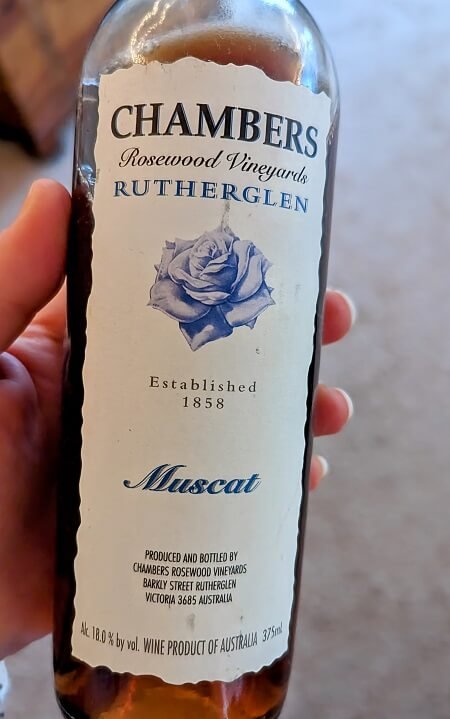 CHAMBERS
Rosewood Vineyards
RUTHERGLEN
Established
1858
Muscat
PRODUCED AND BOTTLED BY
CHAMBERS ROSEWOOD VINEYARDS
BARKLY STREET RUTHERGLEN
VICTORIA 3685 AUSTRALIA
Alc. 18.0 % by vol. WINE PRODUCT OF AUSTRALIA 375ml